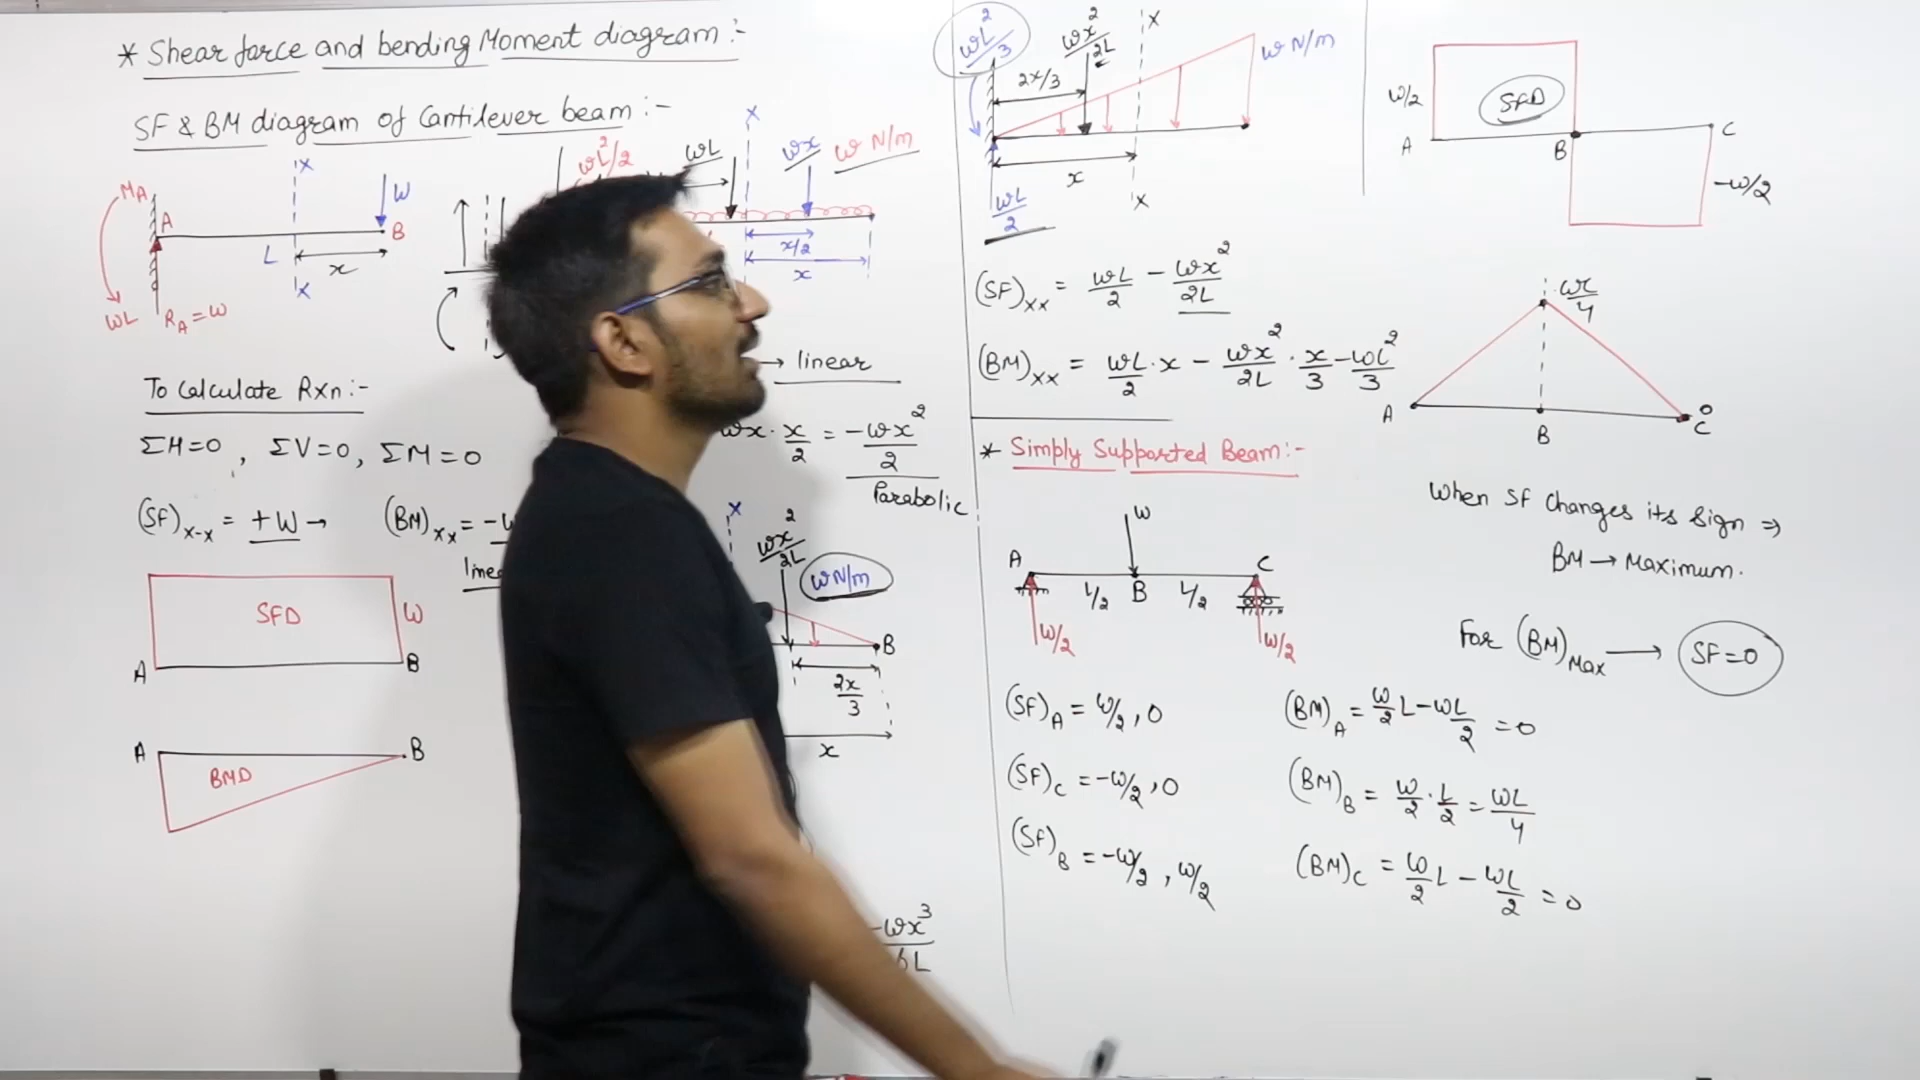 * Shear force and bending Moment diagram :-
SF & BM diagram of Cantilever beam :-
MA
A
x
W
B
L
x
x
WL
RA = W
wL²/2
wL
x
wx
w N/m
x/2
x
→ linear
To Calculate Rxn :-
ΣH=0 , ΣV=0, ΣM=0
(SF)x-x = +W →
(BM)xx =
wx · x/2 = -wx²/2
Parabolic
SFD
W
A
B
A
B
BMD
x
wx²/2L
w N/m
B
2x/3
x
-wx³/6L
wL²/3
wx²/2L
x
w N/m
2x/3
x
x
wL/2
(SF)xx = wL/2 - wx²/2L
(BM)xx = wL/2 · x - wx²/2L · x/3 - wL²/3
* Simply Supported Beam :-
W
A
C
L/2
B
L/2
W/2
W/2
(SF)A = W/2, 0
(SF)C = -W/2, 0
(SF)B = -W/2, W/2
(BM)A = W/2 L - WL/2 = 0
(BM)B = W/2 · L/2 = WL/4
(BM)C = W/2 L - WL/2 = 0
W/2
SFD
A
B
C
-W/2
WL/4
A
B
0
C
When SF Changes its Sign ⇒
BM → Maximum.
For (BM)Max → SF=0